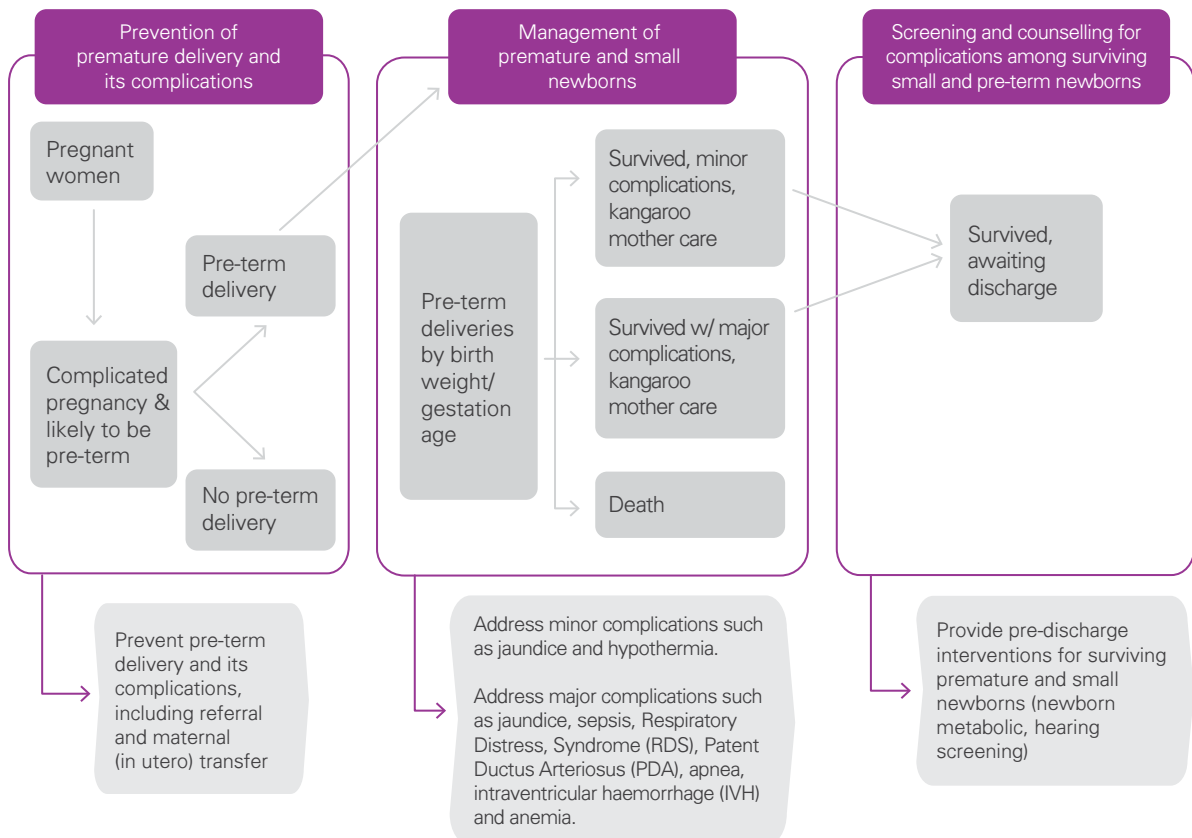 Prevention of
premature delivery and
its complications
Pregnant
women
Pre-term
delivery
Complicated
pregnancy &
likely to be
pre-term
No pre-term
delivery
Prevent pre-term
delivery and its
complications,
including referral
and maternal
(in utero) transfer
Management of
premature and small
newborns
Pre-term
deliveries
by birth
weight/
gestation
age
Survived, minor
complications,
kangaroo
mother care
Survived w/ major
complications,
kangaroo
mother care
Death
Address minor complications such
as jaundice and hypothermia.
Address major complications such
as jaundice, sepsis, Respiratory
Distress, Syndrome (RDS), Patent
Ductus Arteriosus (PDA), apnea,
intraventricular haemorrhage (IVH)
and anemia.
Screening and counselling for
complications among surviving
small and pre-term newborns
Survived,
awaiting
discharge
Provide pre-discharge
interventions for surviving
premature and small
newborns (newborn
metabolic, hearing
screening)